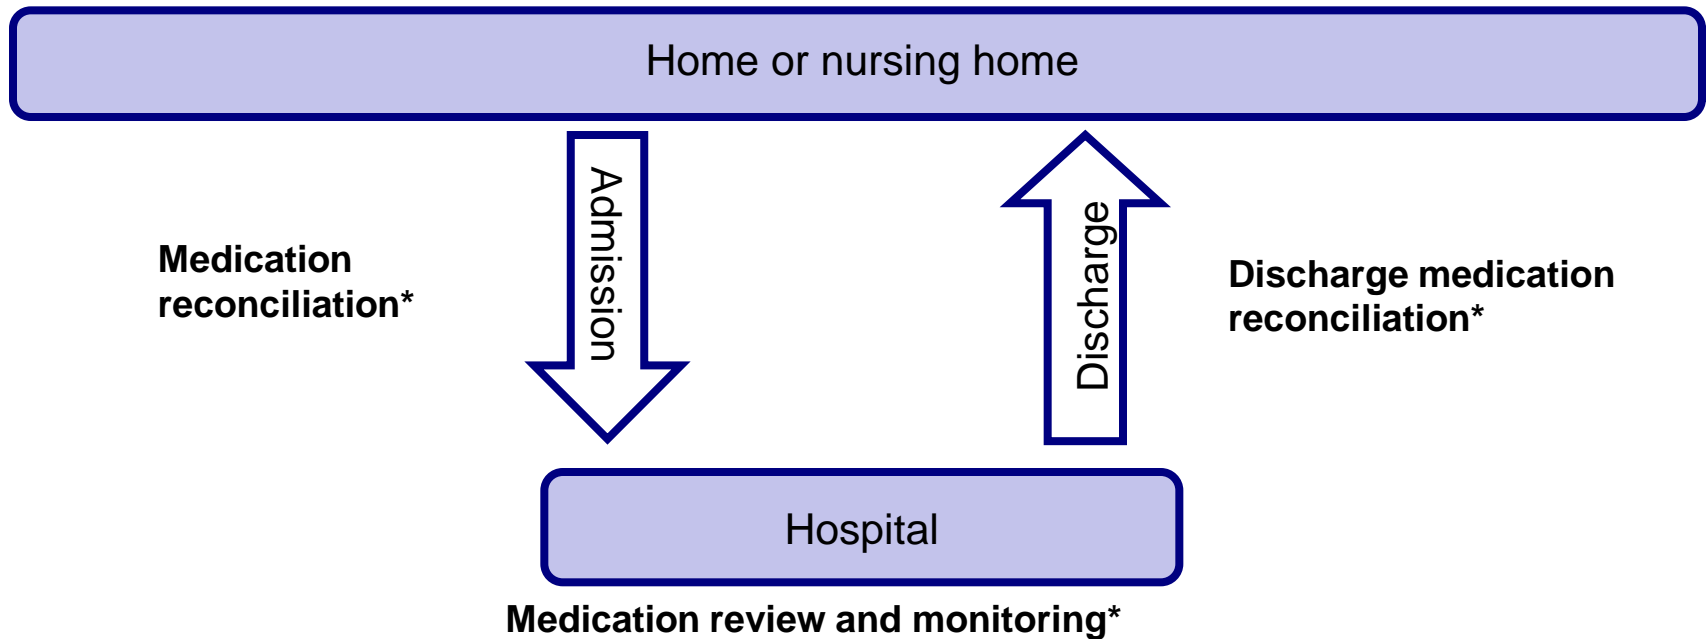 Home or nursing home
Admission
Discharge
Medication
reconciliation*
Discharge medication
reconciliation*
Hospital
Medication review and monitoring*